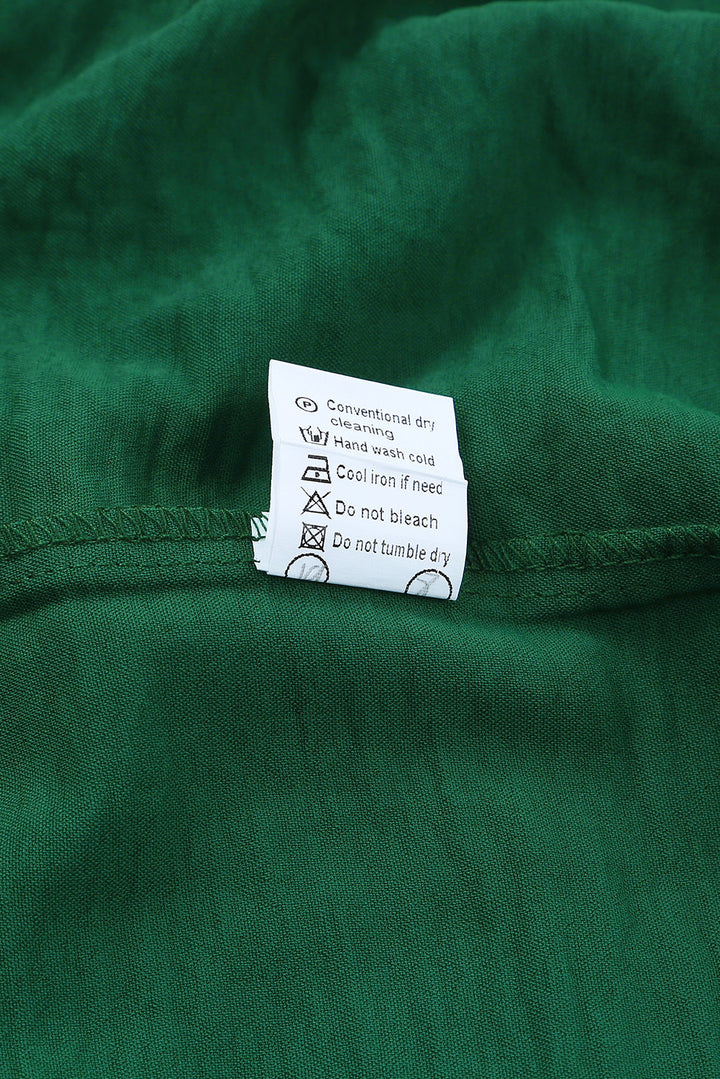 P Conventional dry
cleaning
Hand wash cold
Cool iron if need
Do not bleach
Do not tumble dry